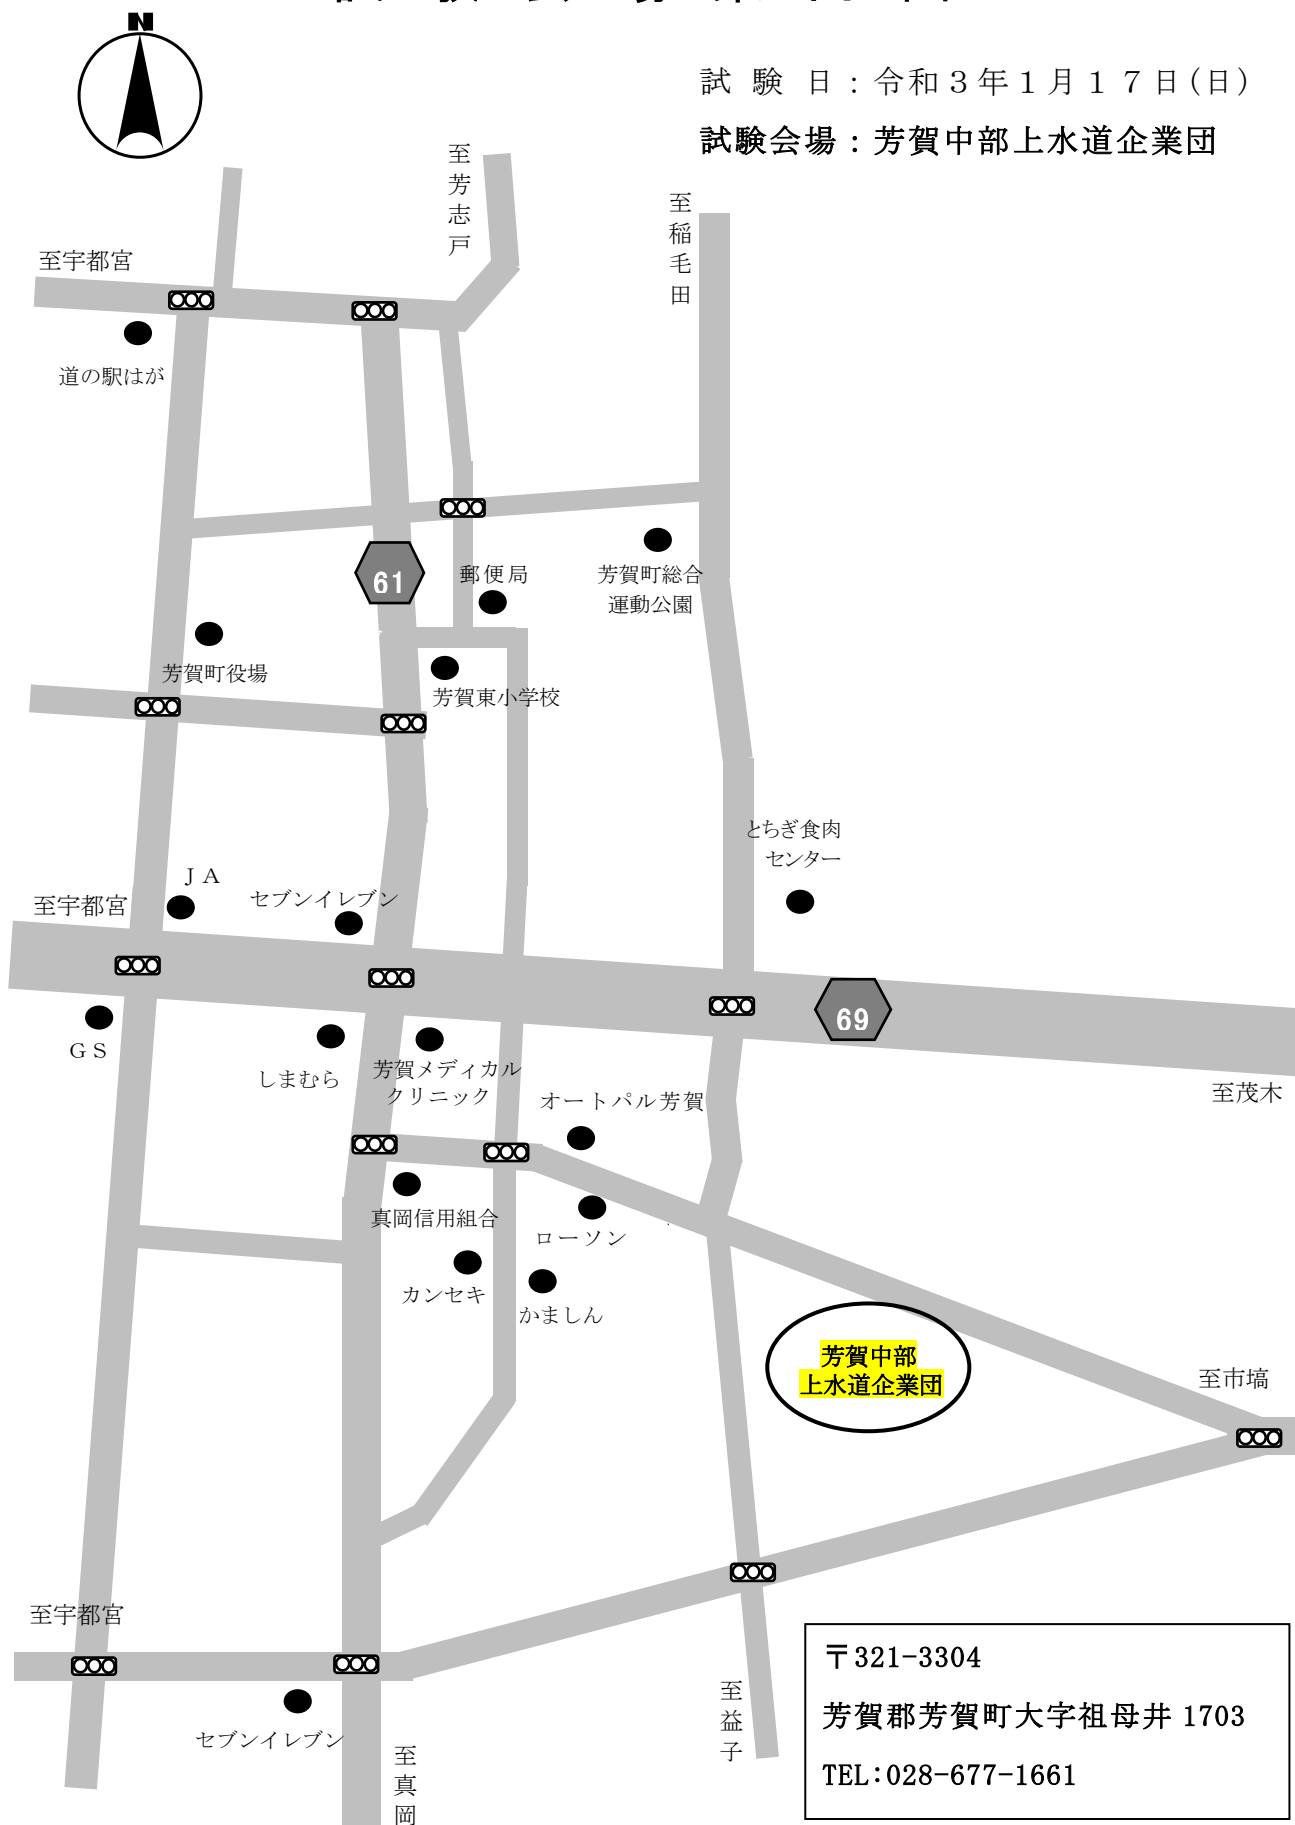 N
試 験 日：令和３年１月１７日(日)
試験会場：芳賀中部上水道企業団
至芳志戸
至稲毛田
至宇都宮
道の駅はが
61
郵便局
芳賀町総合
運動公園
芳賀町役場
芳賀東小学校
とちぎ食肉
センター
ＪＡ
セブンイレブン
至宇都宮
69
ＧＳ
しまむら
芳賀メディカル
クリニック
オートパル芳賀
至茂木
真岡信用組合
ローソン
カンセキ
かましん
芳賀中部
上水道企業団
至市塙
至宇都宮
セブンイレブン
至真岡
至益子
〒321-3304
芳賀郡芳賀町大字祖母井 1703
TEL:028-677-1661